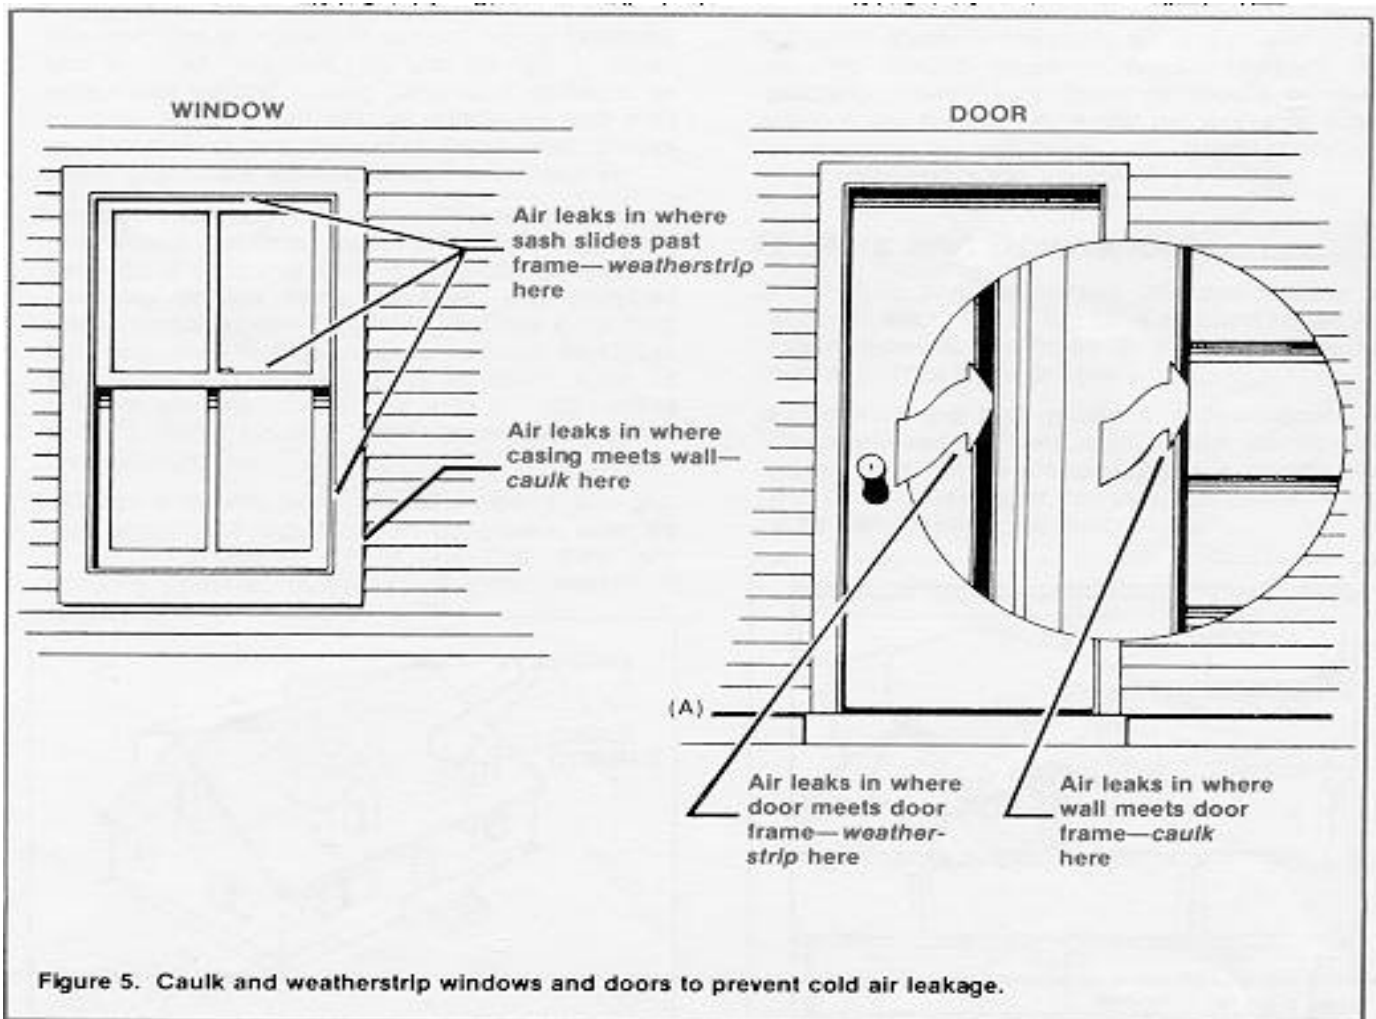 WINDOW
Air leaks in where
sash slides past
frame—weatherstrip
here
Air leaks in where
casing meets wall—
caulk here
DOOR
(A)
Air leaks in where
door meets door
frame—weather-
strip here
Air leaks in where
wall meets door
frame—caulk
here
Figure 5. Caulk and weatherstrip windows and doors to prevent cold air leakage.